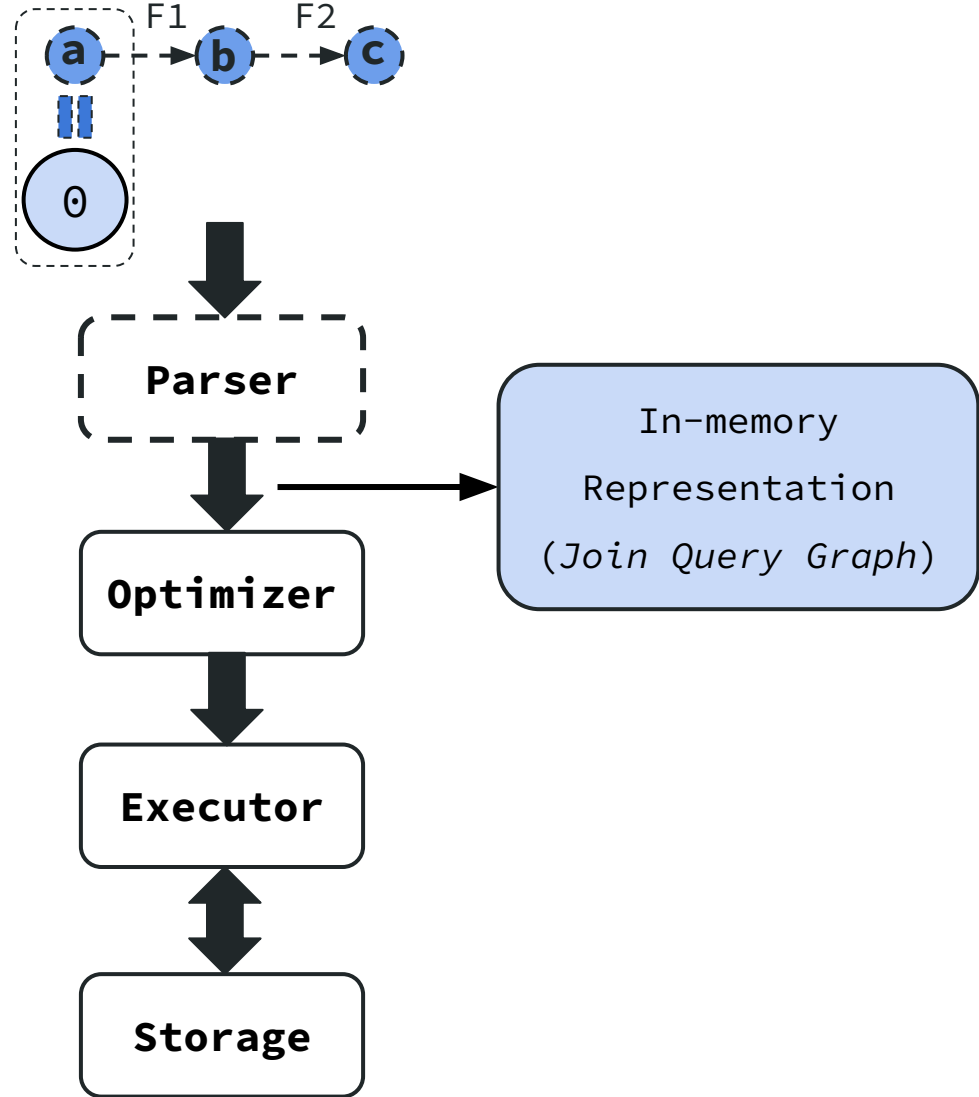 F1 F2
a b c
0
Parser
In-memory
Representation
(Join Query Graph)
Optimizer
Executor
Storage